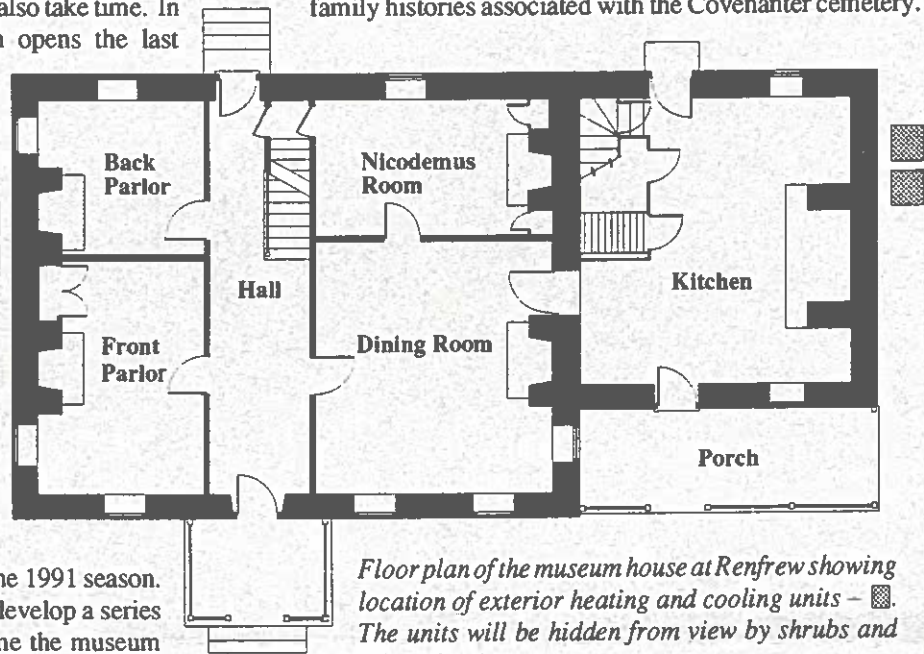 also take time. In
opens the last
family histories associated with the Covenanter cemetery.
Back
Parlor
Nicodemus
Room
Hall
Kitchen
Front
Parlor
Dining Room
Porch
he 1991 season.
develop a series
me the museum
Floor plan of the museum house at Renfrew showing
location of exterior heating and cooling units – ▩.
The units will be hidden from view by shrubs and